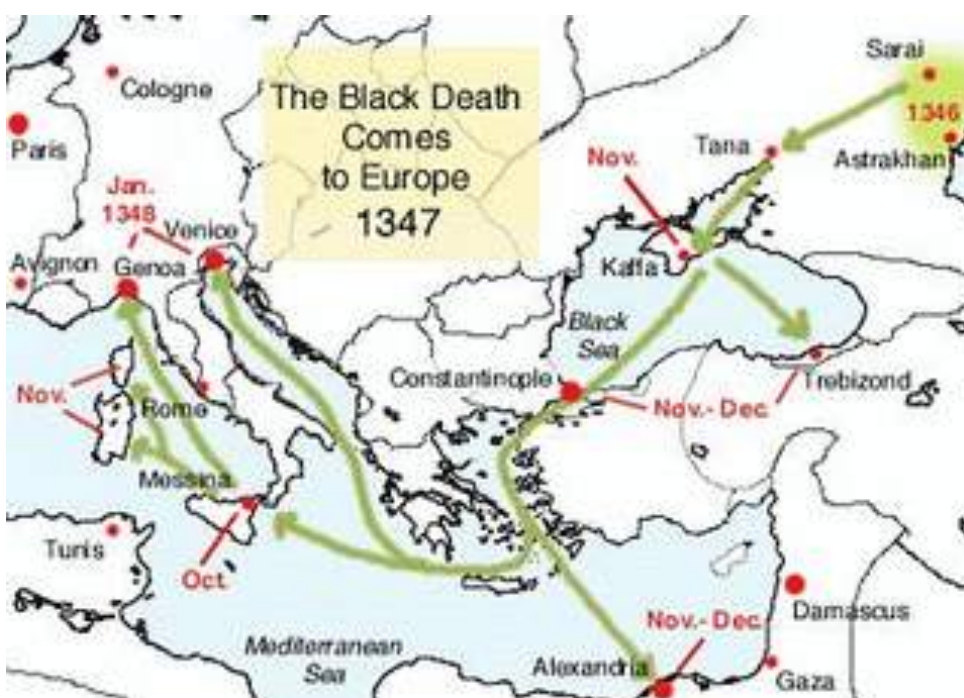 The Black Death
Comes
to Europe
1347
Sarai
1346
Astrakhan
Tana
Nov.
Kaffa
Cologne
Paris
Jan.
1348
Venice
Avignon
Genoa
Black
Sea
Constantinople
Trebizond
Nov.- Dec.
Nov.
Rome
Messina
Tunis
Oct.
Mediterranean
Sea
Nov.- Dec.
Alexandria
Damascus
Gaza